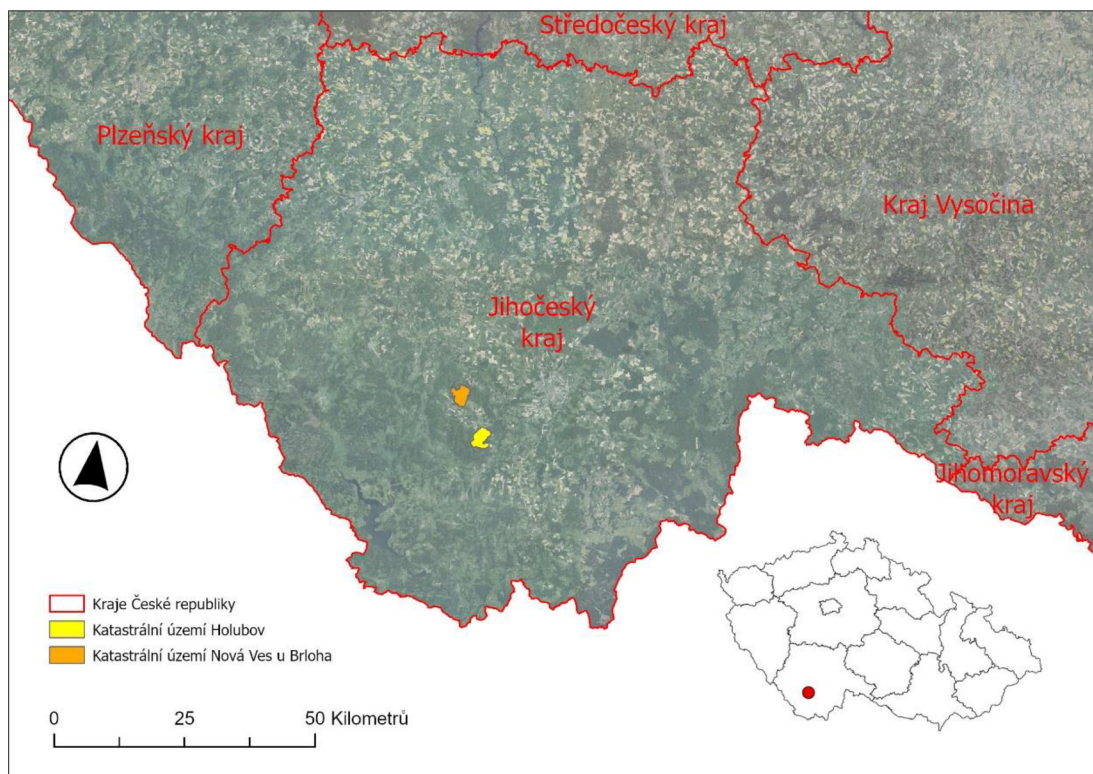 Středočeský kraj
Plzeňský kraj
Kraj Vysočina
Jihočeský
kraj
Jihomoravský
kraj
Kraje České republiky
Katastrální území Holubov
Katastrální území Nová Ves u Brloha
0 25 50 Kilometrů